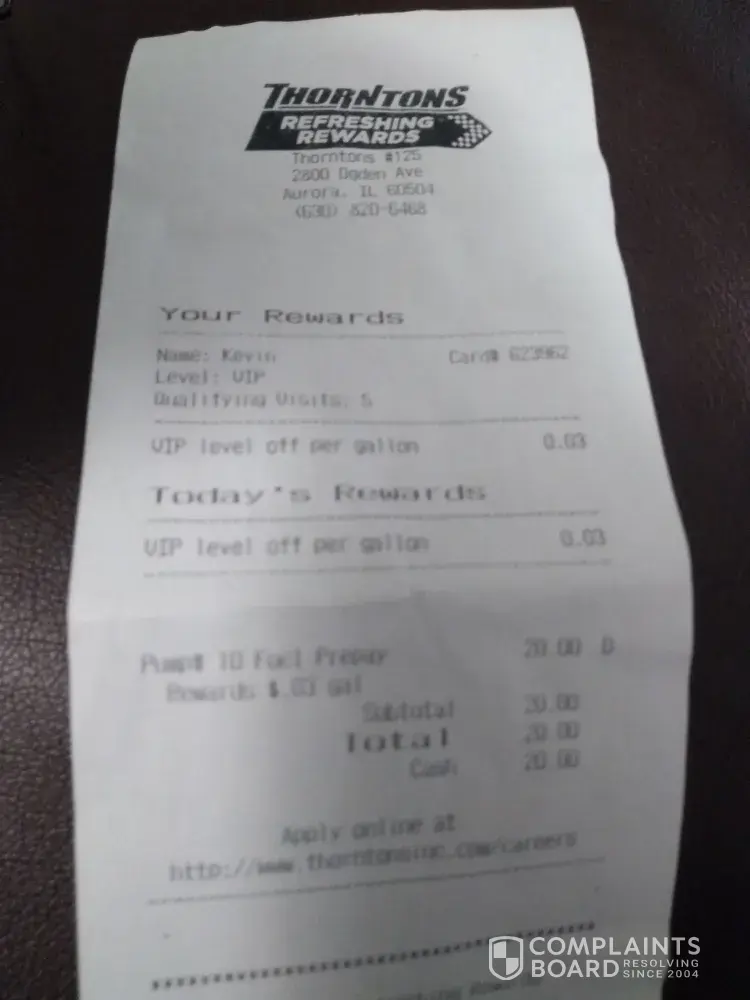 THORNTONS
REFRESHING
REWARDS
Thorntons #125
2800 Ogden Ave
Aurora, IL 60504
(630) 820-6468
Your Rewards
Name: Kevin Card# 623962
Level: VIP
Qualifying Visits: 5
VIP level off per gallon 0.03
Today's Rewards
VIP level off per gallon 0.03
Pump# 10 Fuel Prepay 20.00 D
Rewards $.03 gal
Subtotal 20.00
Total 20.00
Cash 20.00
Apply online at
http://www.thorntonsinc.com/careers
COMPLAINTS
BOARD RESOLVING
SINCE 2004